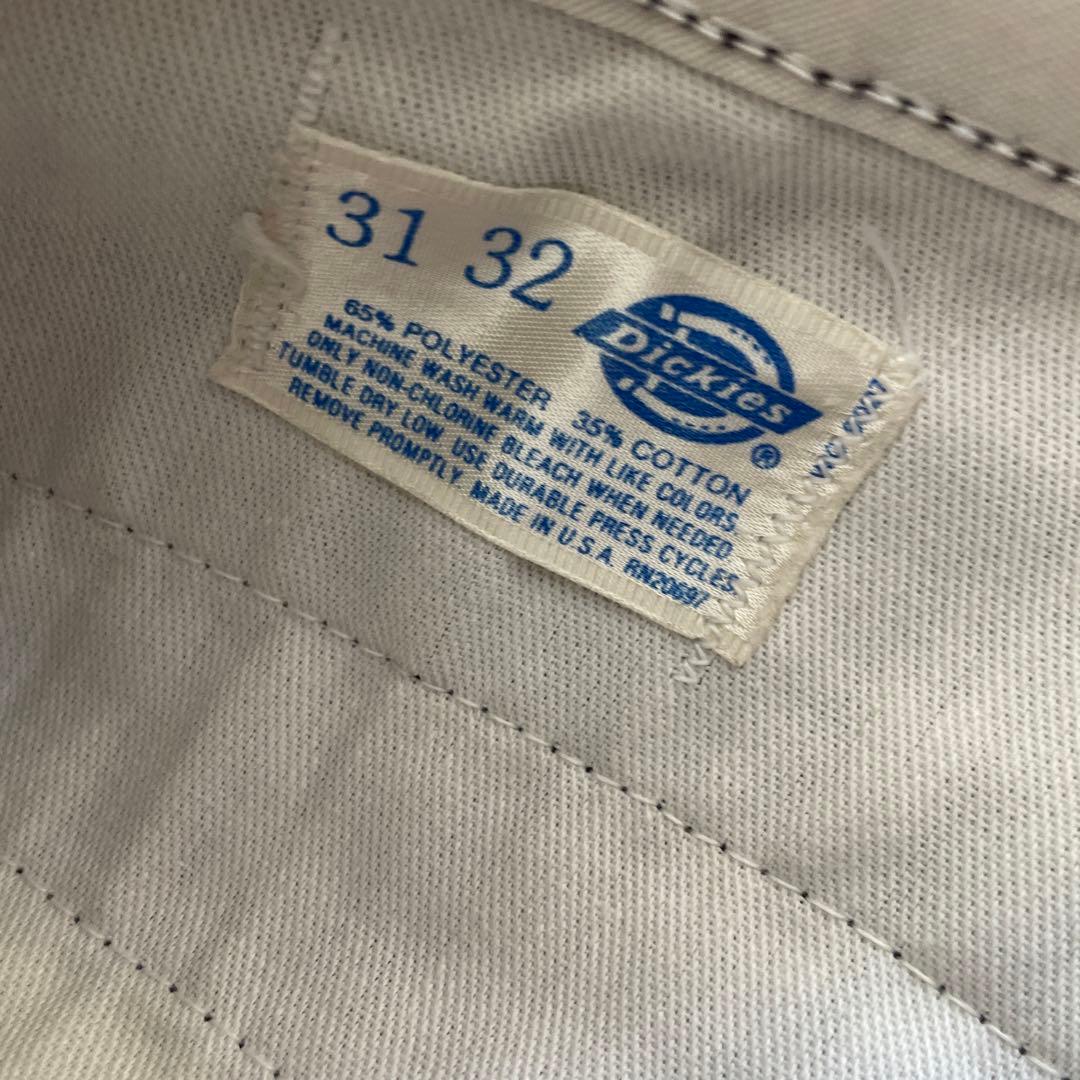 31 32
Dickies
®
65% POLYESTER 35% COTTON
MACHINE WASH WARM WITH LIKE COLORS,
ONLY NON-CHLORINE BLEACH WHEN NEEDED
TUMBLE DRY LOW. USE DURABLE PRESS CYCLES
REMOVE PROMPTLY. MADE IN U.S.A. RN20697